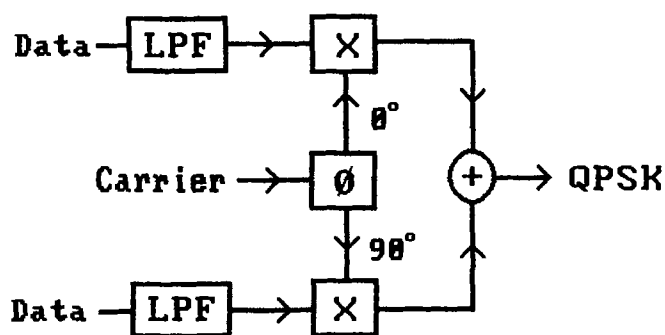 Data LPF X
0°
Carrier Ø + QPSK
90°
Data LPF X